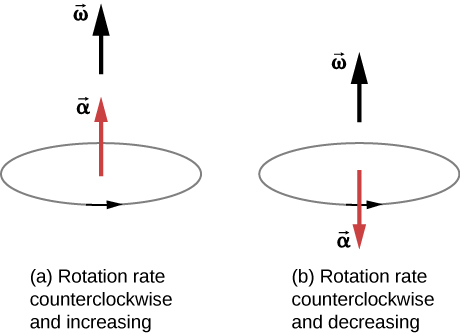 ω⃗
α⃗
(a) Rotation rate
counterclockwise
and increasing
ω⃗
α⃗
(b) Rotation rate
counterclockwise
and decreasing